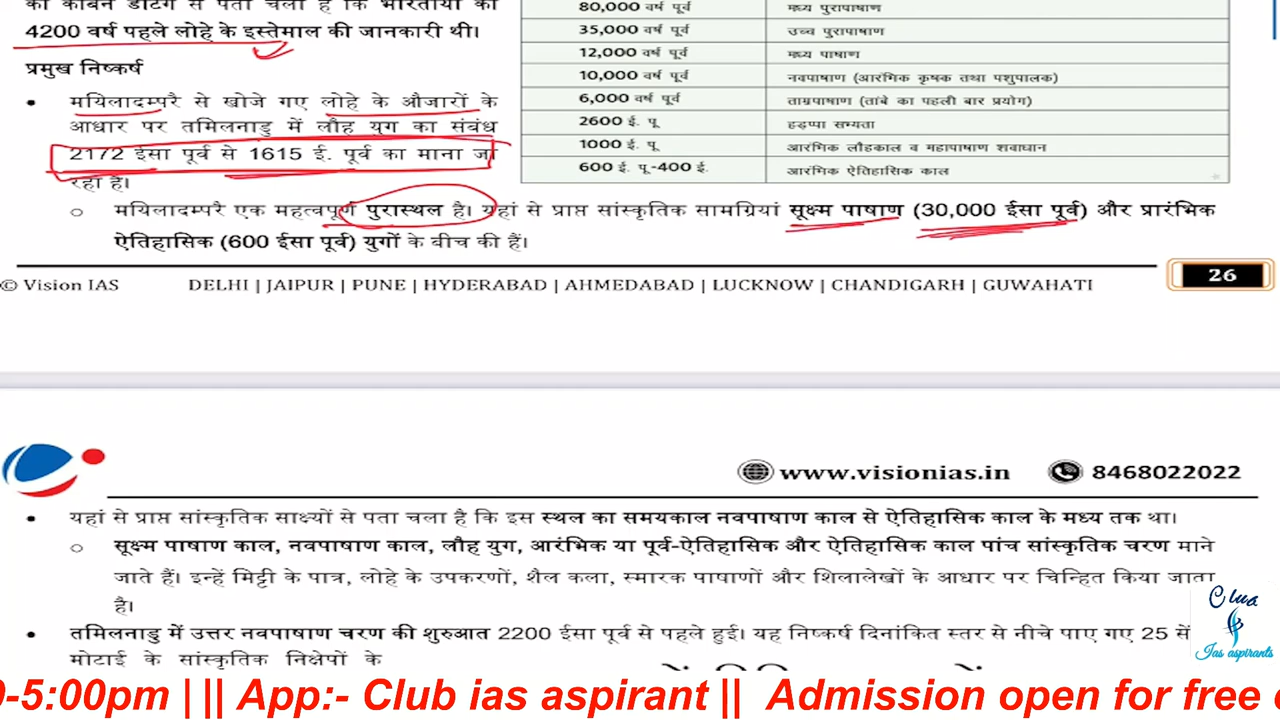 की कार्बन डेटिंग से पता चला है कि भारतीयों को
4200 वर्ष पहले लोहे के इस्तेमाल की जानकारी थी।
प्रमुख निष्कर्ष
• मयिलादम्परै से खोजे गए लोहे के औजारों के
आधार पर तमिलनाडु में लौह युग का संबंध
2172 ईसा पूर्व से 1615 ई. पूर्व का माना जा
रहा है।
80,000 वर्ष पूर्व मध्य पुरापाषाण
35,000 वर्ष पूर्व उच्च पुरापाषाण
12,000 वर्ष पूर्व मध्य पाषाण
10,000 वर्ष पूर्व नवपाषाण (आरंभिक कृषक तथा पशुपालक)
6,000 वर्ष पूर्व ताम्रपाषाण (तांबे का पहली बार प्रयोग)
2600 ई. पू हड़प्पा सभ्यता
1000 ई. पू आरंभिक लौहकाल व महापाषाण शवाधान
600 ई. पू-400 ई. आरंभिक ऐतिहासिक काल
○ मयिलादम्परै एक महत्वपूर्ण पुरास्थल है। यहां से प्राप्त सांस्कृतिक सामग्रियां सूक्ष्म पाषाण (30,000 ईसा पूर्व) और प्रारंभिक
ऐतिहासिक (600 ईसा पूर्व) युगों के बीच की हैं।
© Vision IAS DELHI | JAIPUR | PUNE | HYDERABAD | AHMEDABAD | LUCKNOW | CHANDIGARH | GUWAHATI 26
www.visionias.in 8468022022
• यहां से प्राप्त सांस्कृतिक साक्ष्यों से पता चला है कि इस स्थल का समयकाल नवपाषाण काल से ऐतिहासिक काल के मध्य तक था।
○ सूक्ष्म पाषाण काल, नवपाषाण काल, लौह युग, आरंभिक या पूर्व-ऐतिहासिक और ऐतिहासिक काल पांच सांस्कृतिक चरण माने
जाते हैं। इन्हें मिट्टी के पात्र, लोहे के उपकरणों, शैल कला, स्मारक पाषाणों और शिलालेखों के आधार पर चिन्हित किया जाता
है।
• तमिलनाडु में उत्तर नवपाषाण चरण की शुरुआत 2200 ईसा पूर्व से पहले हुई। यह निष्कर्ष दिनांकित स्तर से नीचे पाए गए 25 सें
मोटाई के सांस्कृतिक निक्षेपों के
Club
Ias aspirants
-5:00pm | || App:- Club ias aspirant || Admission open for free